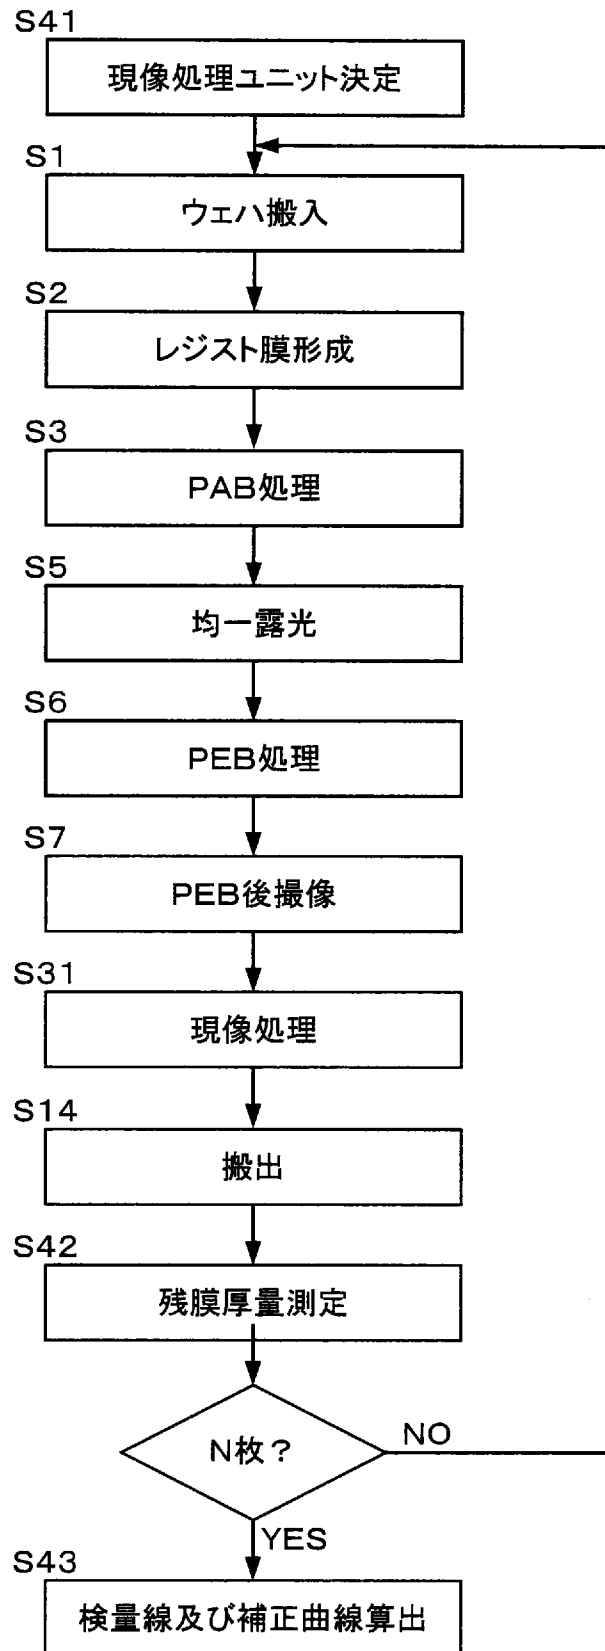 S41
現像処理ユニット決定
S1
ウェハ搬入
S2
レジスト膜形成
S3
PAB処理
S5
均一露光
S6
PEB処理
S7
PEB後撮像
S31
現像処理
S14
搬出
S42
残膜厚量測定
N枚？
NO
YES
S43
検量線及び補正曲線算出